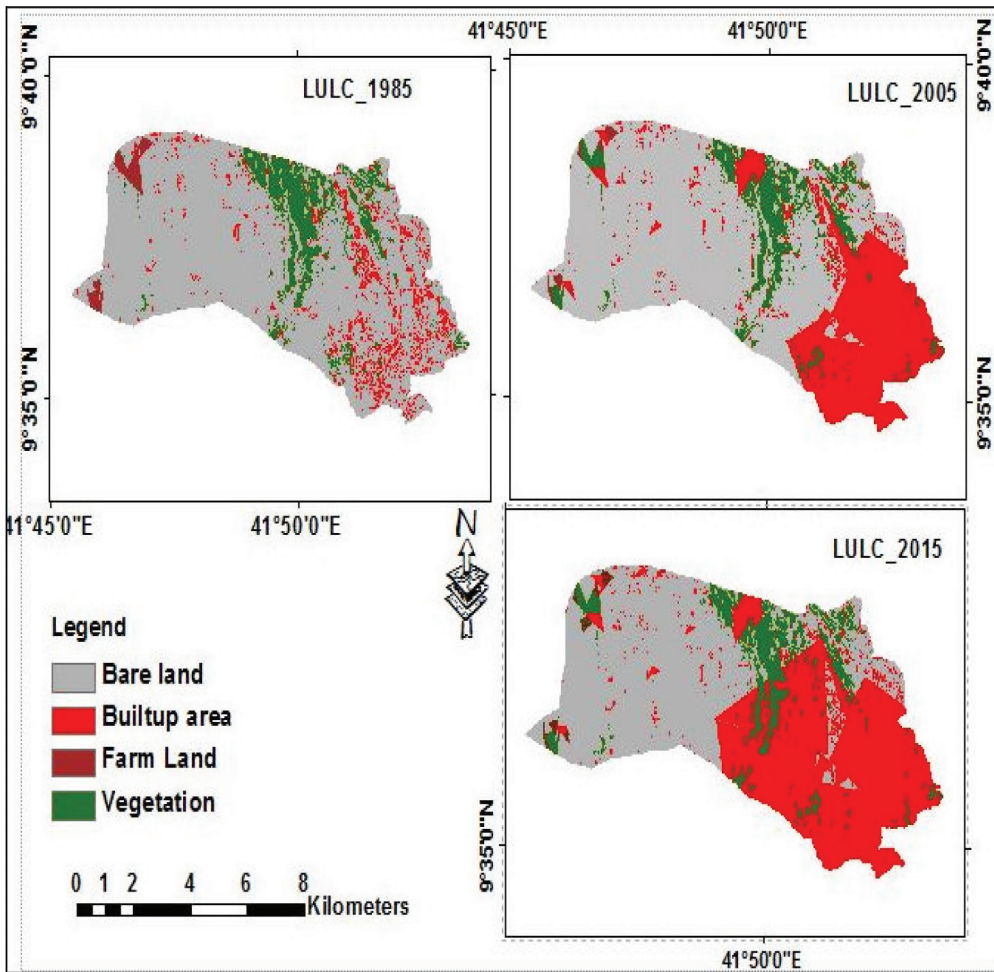 41°45'0"E 41°50'0"E
9°40'0"N
LULC_1985
LULC_2005
9°40'0"N
9°35'0"N
9°35'0"N
41°45'0"E 41°50'0"E
N
LULC_2015
Legend
Bare land
Builtup area
Farm Land
Vegetation
0 1 2 4 6 8
Kilometers
9°35'0"N
41°50'0"E